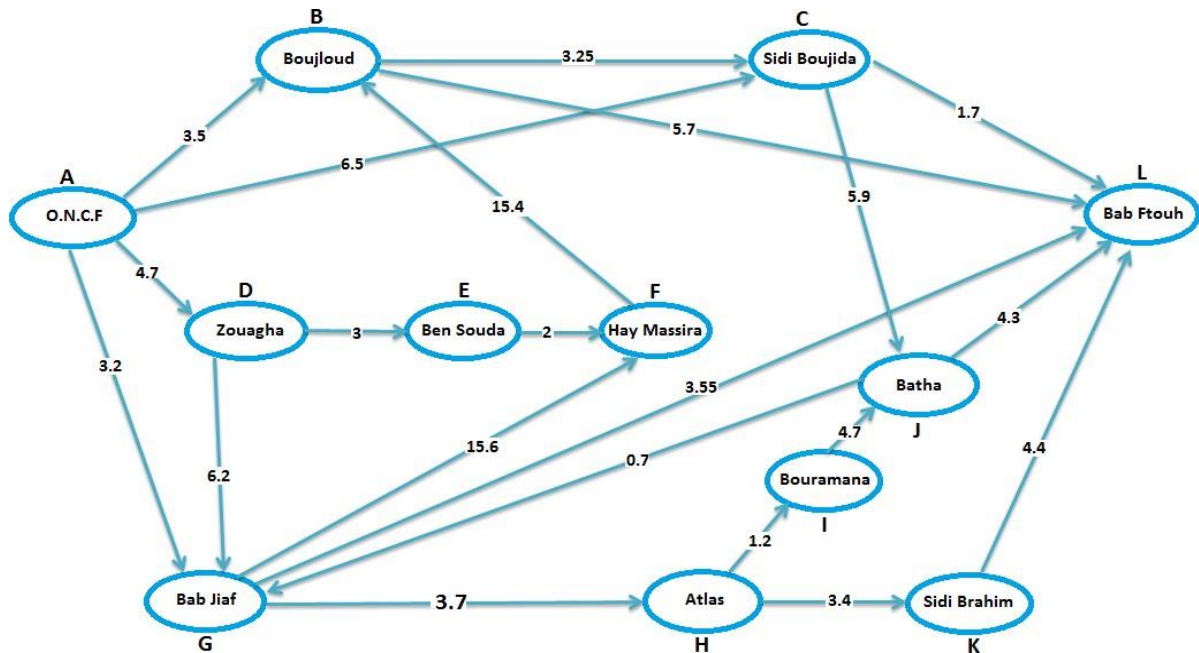 B
Boujloud
C
Sidi Boujida
3.25
1.7
3.5
5.7
6.5
A
O.N.C.F
L
Bab Ftouh
15.4
5.9
4.7
D
Zouagha
E
Ben Souda
F
Hay Massira
3
2
4.3
3.2
3.55
Batha
J
15.6
4.7
0.7
4.4
6.2
Bouramana
I
1.2
Bab Jiaf
G
3.7
Atlas
H
3.4
Sidi Brahim
K